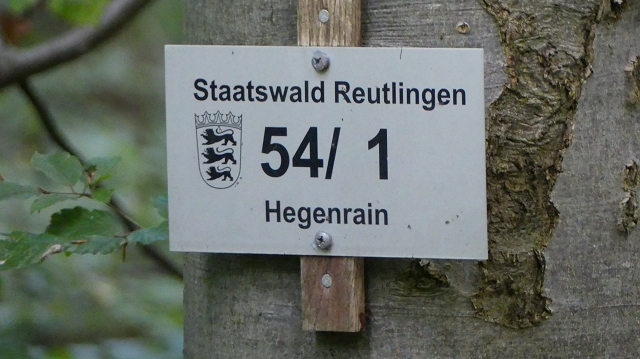 Staatswald Reutlingen
54/ 1
Hegenrain